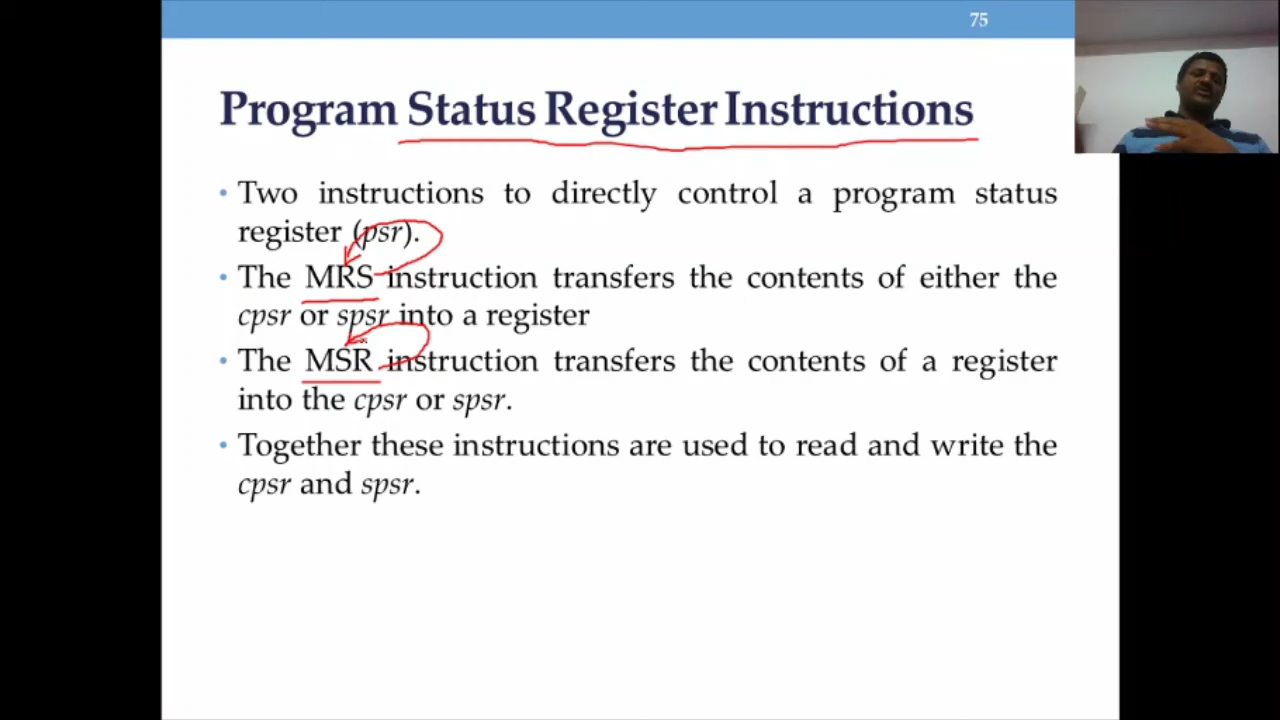 75
Program Status Register Instructions
• Two instructions to directly control a program status
register (psr).
• The MRS instruction transfers the contents of either the
cpsr or spsr into a register
• The MSR instruction transfers the contents of a register
into the cpsr or spsr.
• Together these instructions are used to read and write the
cpsr and spsr.